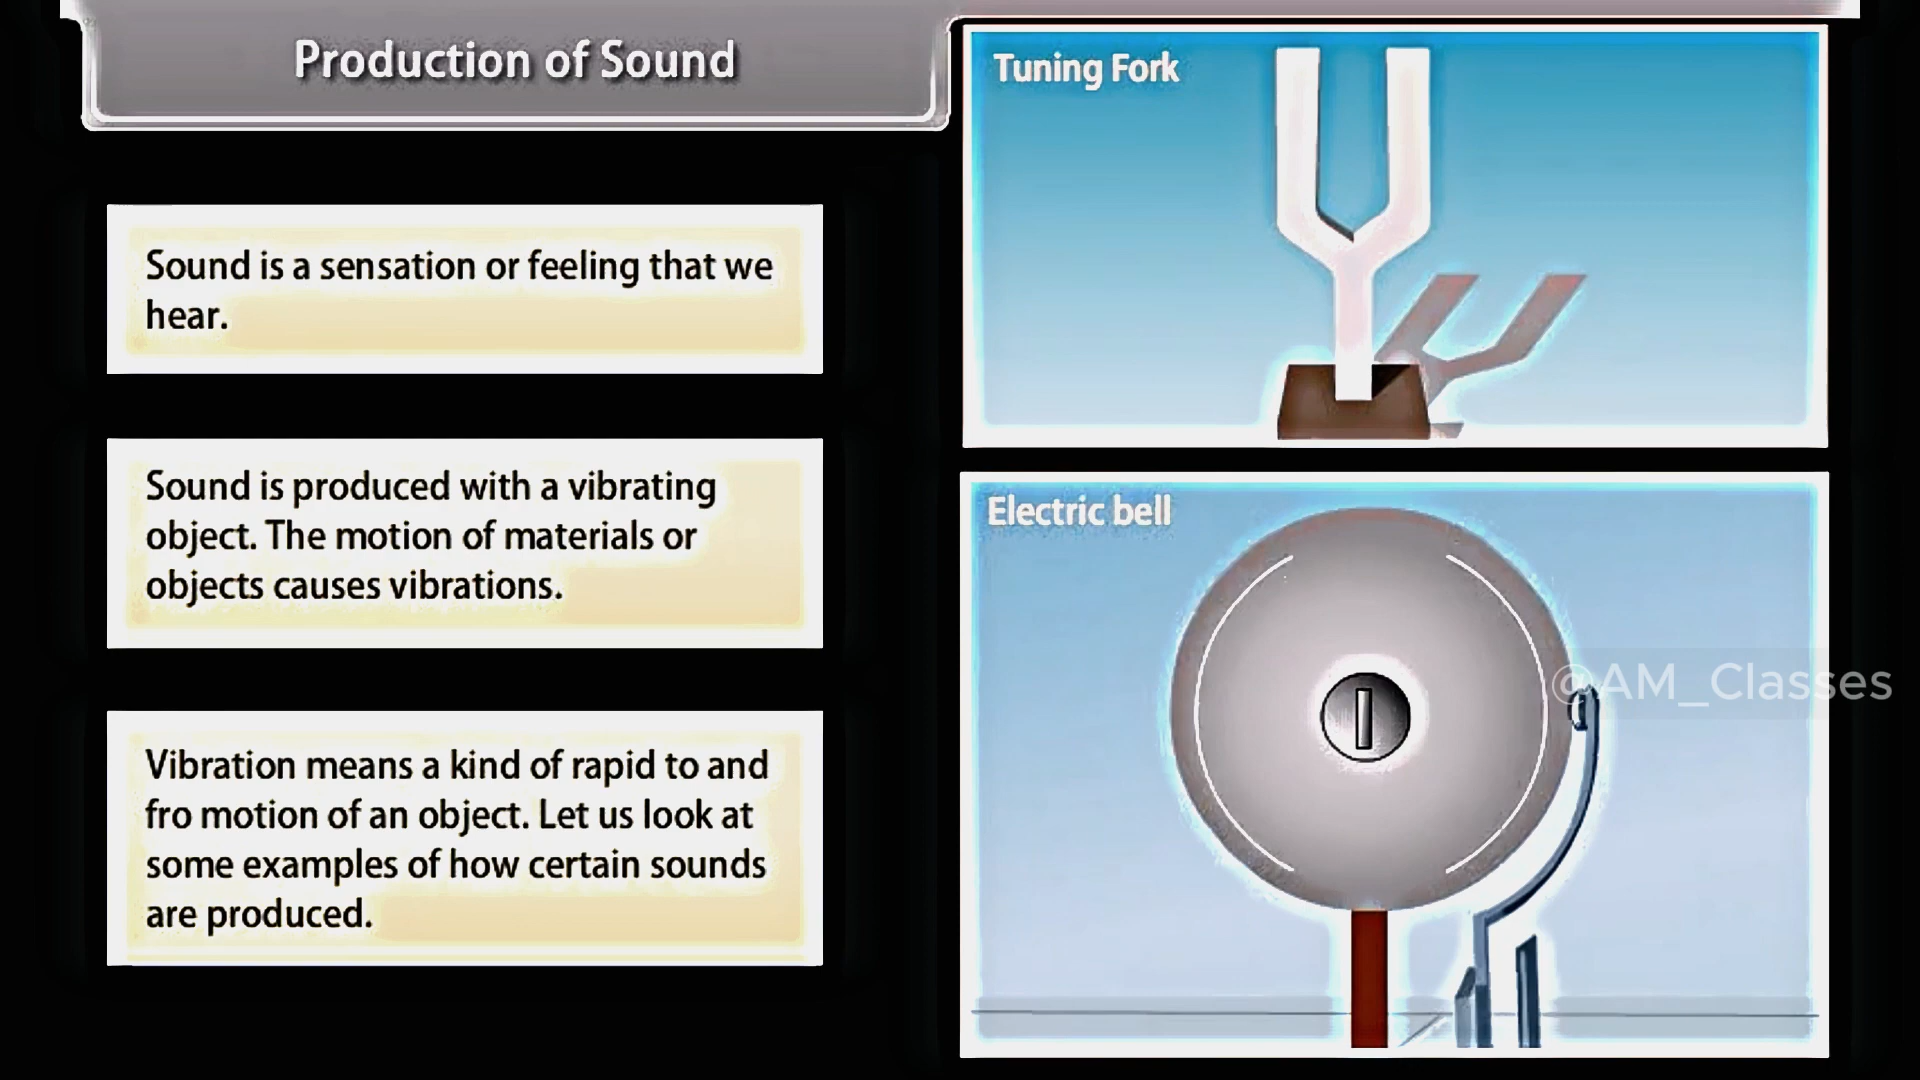 Production of Sound
Sound is a sensation or feeling that we
hear.
Sound is produced with a vibrating
object. The motion of materials or
objects causes vibrations.
Vibration means a kind of rapid to and
fro motion of an object. Let us look at
some examples of how certain sounds
are produced.
Tuning Fork
Electric bell
@AM_Classes